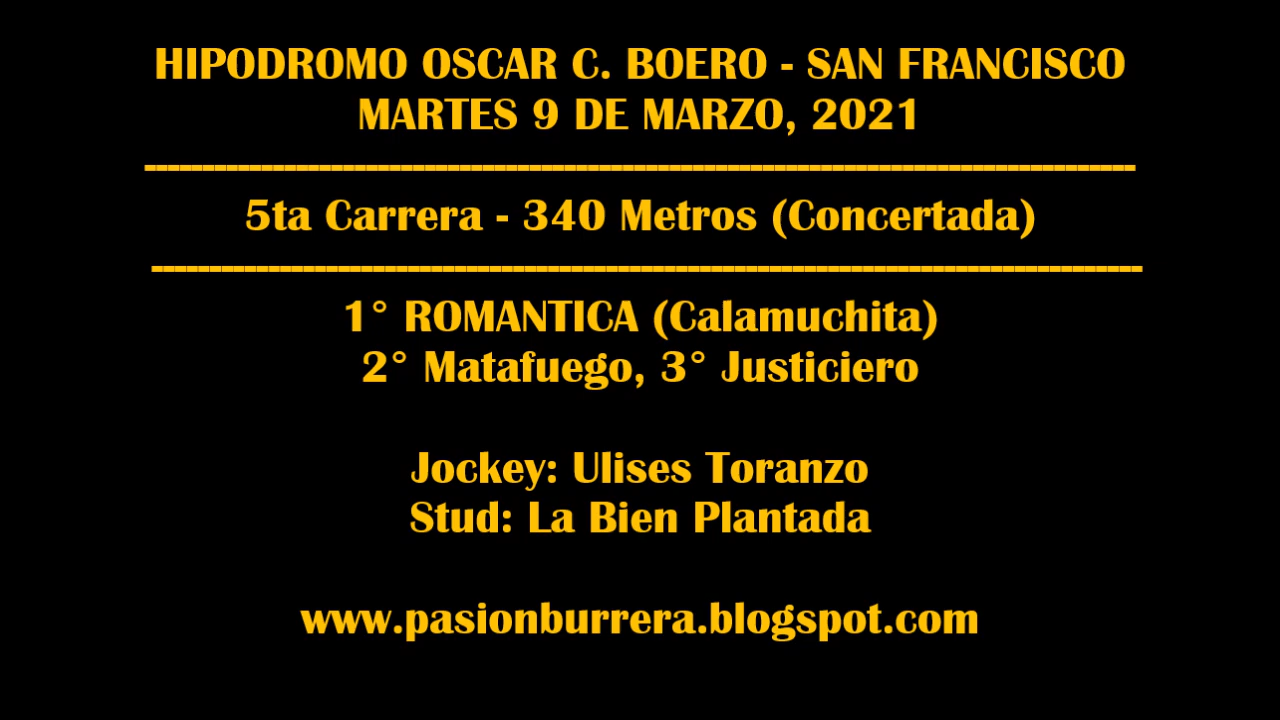 HIPODROMO OSCAR C. BOERO - SAN FRANCISCO
MARTES 9 DE MARZO, 2021
5ta Carrera - 340 Metros (Concertada)
1° ROMANTICA (Calamuchita)
2° Matafuego, 3° Justiciero
Jockey: Ulises Toranzo
Stud: La Bien Plantada
www.pasionburrera.blogspot.com